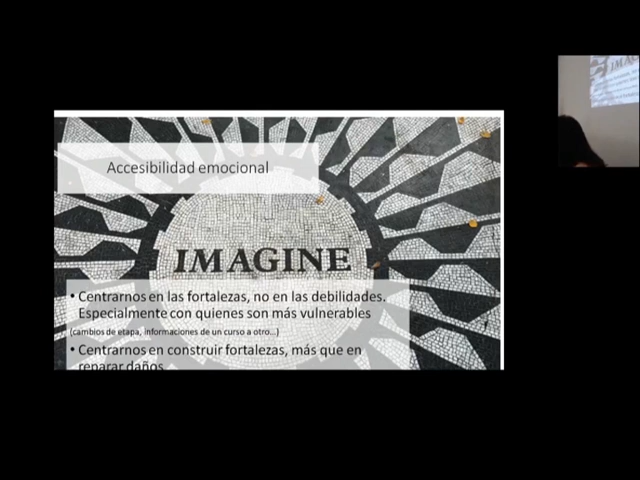 Accesibilidad emocional
IMAGINE
• Centrarnos en las fortalezas, no en las debilidades.
Especialmente con quienes son más vulnerables
(cambios de etapa, informaciones de un curso a otro...)
• Centrarnos en construir fortalezas, más que en
reparar daños